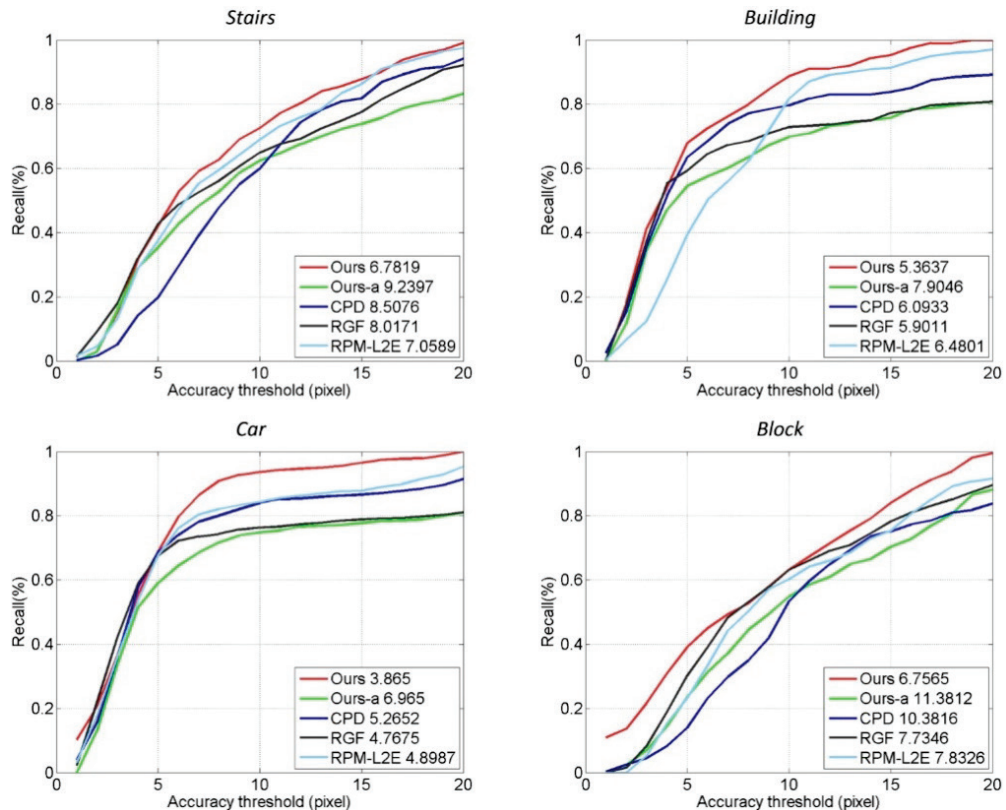 Stairs
Recall(%)
1
0.8
0.6
0.4
0.2
0
0
5
10
15
20
Accuracy threshold (pixel)
Ours 6.7819
Ours-a 9.2397
CPD 8.5076
RGF 8.0171
RPM-L2E 7.0589
Building
Recall(%)
1
0.8
0.6
0.4
0.2
0
0
5
10
15
20
Accuracy threshold (pixel)
Ours 5.3637
Ours-a 7.9046
CPD 6.0933
RGF 5.9011
RPM-L2E 6.4801
Car
Recall(%)
1
0.8
0.6
0.4
0.2
0
0
5
10
15
20
Accuracy threshold (pixel)
Ours 3.865
Ours-a 6.965
CPD 5.2652
RGF 4.7675
RPM-L2E 4.8987
Block
Recall(%)
1
0.8
0.6
0.4
0.2
0
0
5
10
15
20
Accuracy threshold (pixel)
Ours 6.7565
Ours-a 11.3812
CPD 10.3816
RGF 7.7346
RPM-L2E 7.8326